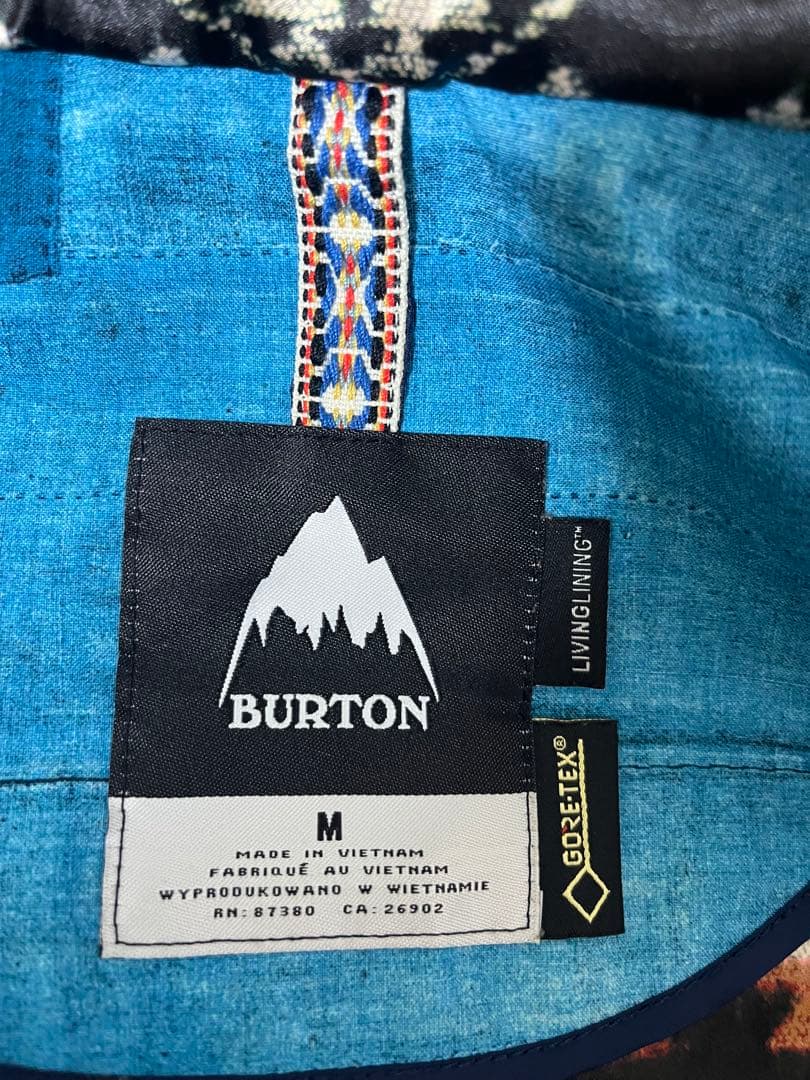 BURTON
M
MADE IN VIETNAM
FABRIQUÉ AU VIETNAM
WYPRODUKOWANO W WIETNAMIE
RN: 87380 CA: 26902
LIVINGLINING™
GORE-TEX®